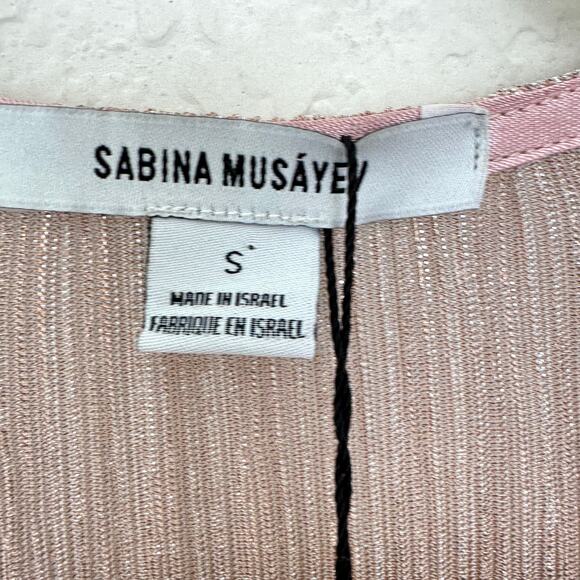 SABINA MUSÁYEV
S
MADE IN ISRAEL
FABRIQUE EN ISRAEL